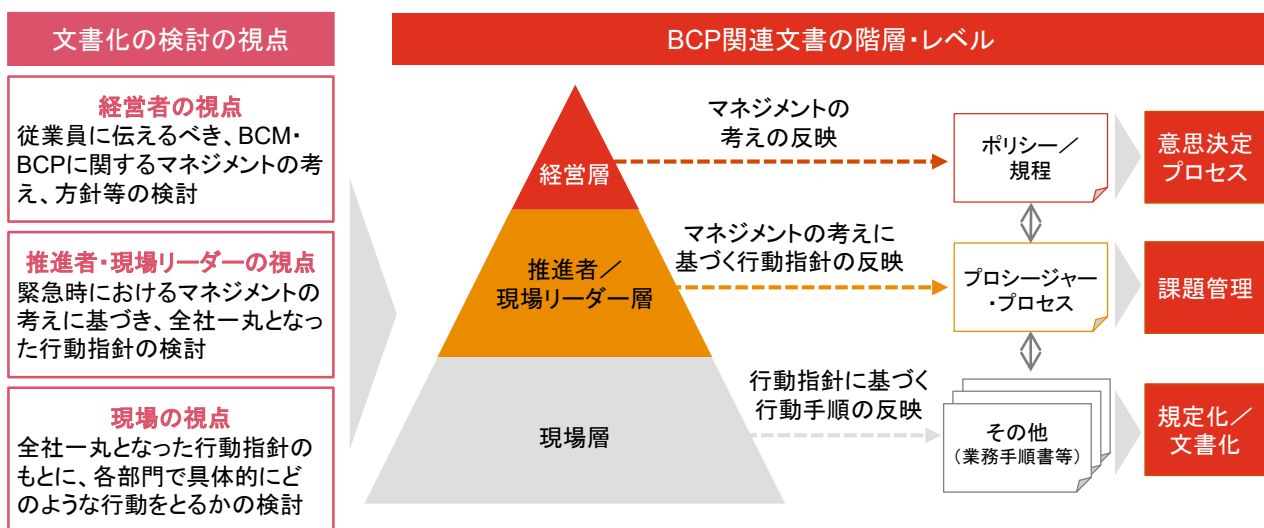 文書化の検討の視点
経営者の視点
従業員に伝えるべき、BCM・
BCPに関するマネジメントの考
え、方針等の検討
推進者・現場リーダーの視点
緊急時におけるマネジメントの
考えに基づき、全社一丸となっ
た行動指針の検討
現場の視点
全社一丸となった行動指針の
もとに、各部門で具体的にど
のような行動をとるかの検討
BCP関連文書の階層・レベル
経営層
推進者／
現場リーダー層
現場層
マネジメントの
考えの反映
マネジメントの考えに
基づく行動指針の反映
行動指針に基づく
行動手順の反映
ポリシー／
規程
プロシージャー
・プロセス
その他
（業務手順書等）
意思決定
プロセス
課題管理
規定化／
文書化